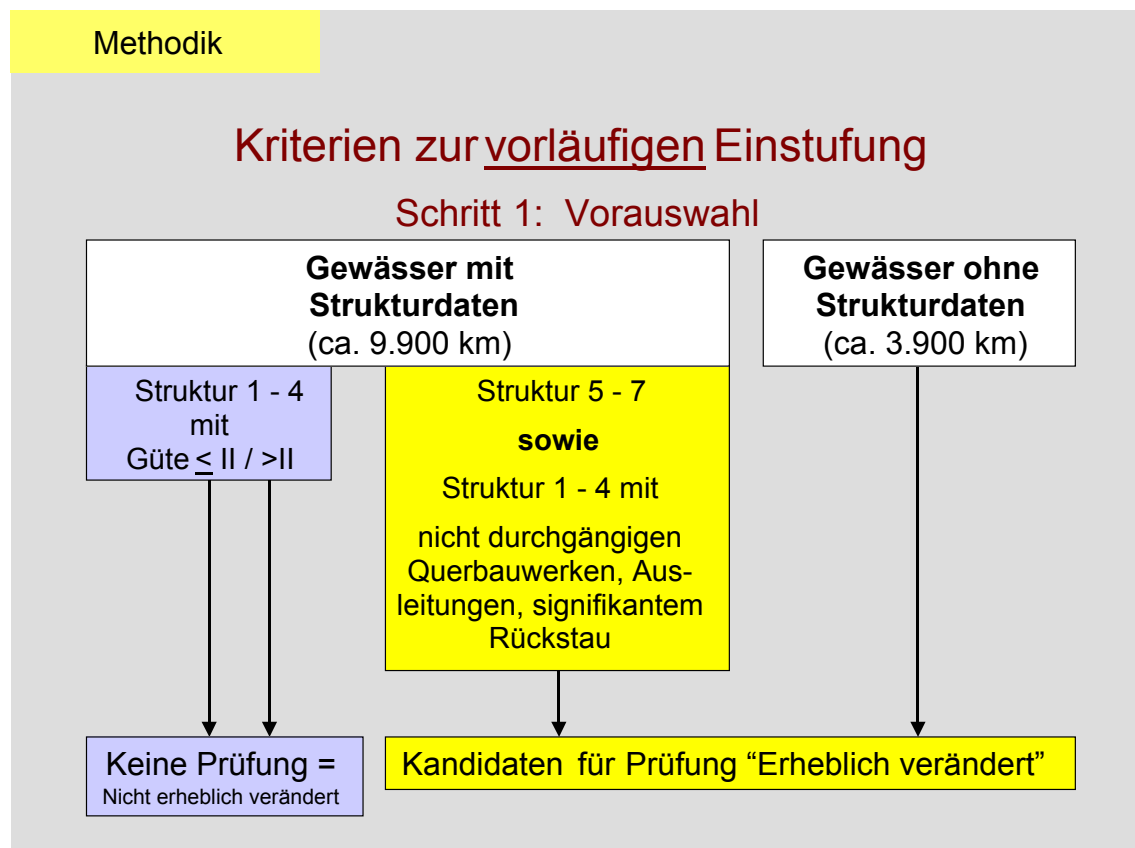 Methodik
Kriterien zur vorläufigen Einstufung
Schritt 1: Vorauswahl
Gewässer mit
Strukturdaten
(ca. 9.900 km)
Gewässer ohne
Strukturdaten
(ca. 3.900 km)
Struktur 1 - 4
mit
Güte ≤ II / >II
Struktur 5 - 7
sowie
Struktur 1 - 4 mit
nicht durchgängigen
Querbauwerken, Aus-
leitungen, signifikantem
Rückstau
Keine Prüfung =
Nicht erheblich verändert
Kandidaten für Prüfung “Erheblich verändert”